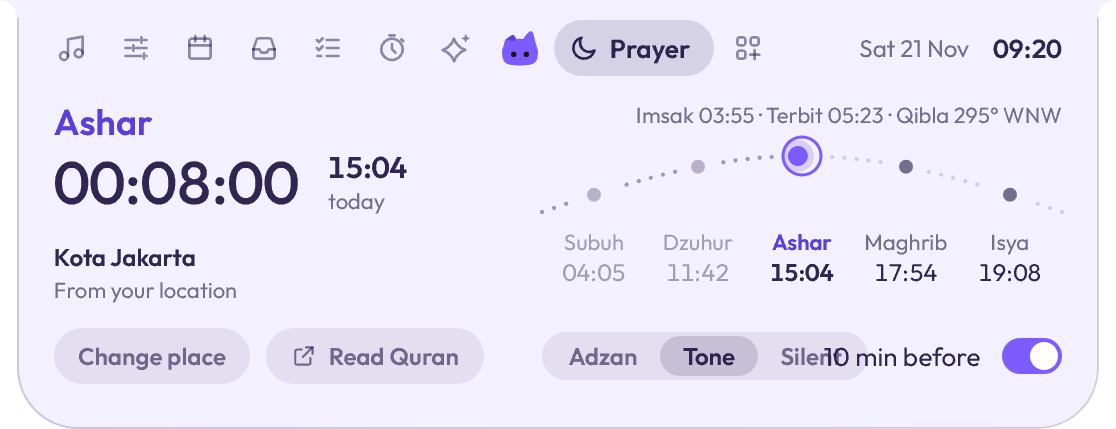 Prayer
Sat 21 Nov 09:20
Ashar
Imsak 03:55 · Terbit 05:23 · Qibla 295° WNW
00:08:00
15:04
today
Kota Jakarta
From your location
Subuh Dzuhur Ashar Maghrib Isya
04:05 11:42 15:04 17:54 19:08
Change place Read Quran
Adzan Tone Silent 10 min before